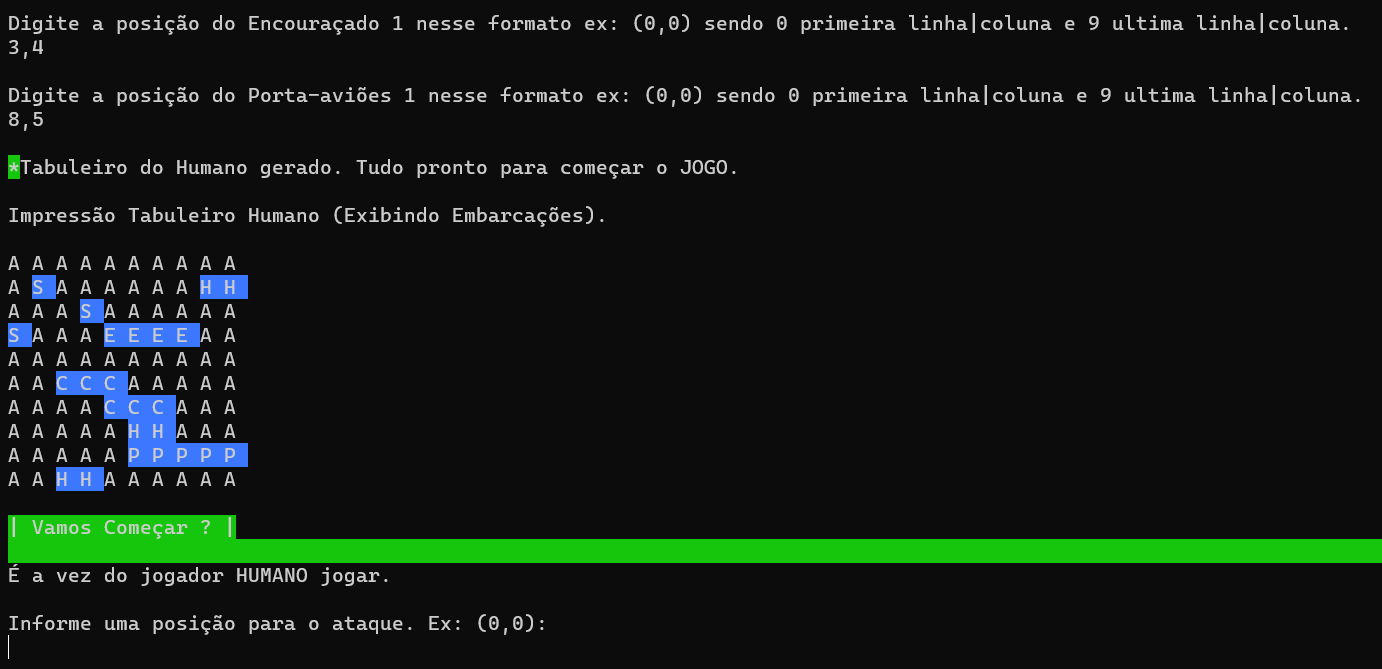 Digite a posição do Encouraçado 1 nesse formato ex: (0,0) sendo 0 primeira linha|coluna e 9 ultima linha|coluna.
3,4
Digite a posição do Porta-aviões 1 nesse formato ex: (0,0) sendo 0 primeira linha|coluna e 9 ultima linha|coluna.
8,5
*Tabuleiro do Humano gerado. Tudo pronto para começar o JOGO.
Impressão Tabuleiro Humano (Exibindo Embarcações).
A A A A A A A A A A
A S A A A A A A H H
A A A S A A A A A A
S A A A E E E E A A
A A A A A A A A A A
A A C C C A A A A A
A A A A C C C A A A
A A A A A H H A A A
A A A A A P P P P P
A A H H A A A A A A
| Vamos Começar ? |
É a vez do jogador HUMANO jogar.
Informe uma posição para o ataque. Ex: (0,0):